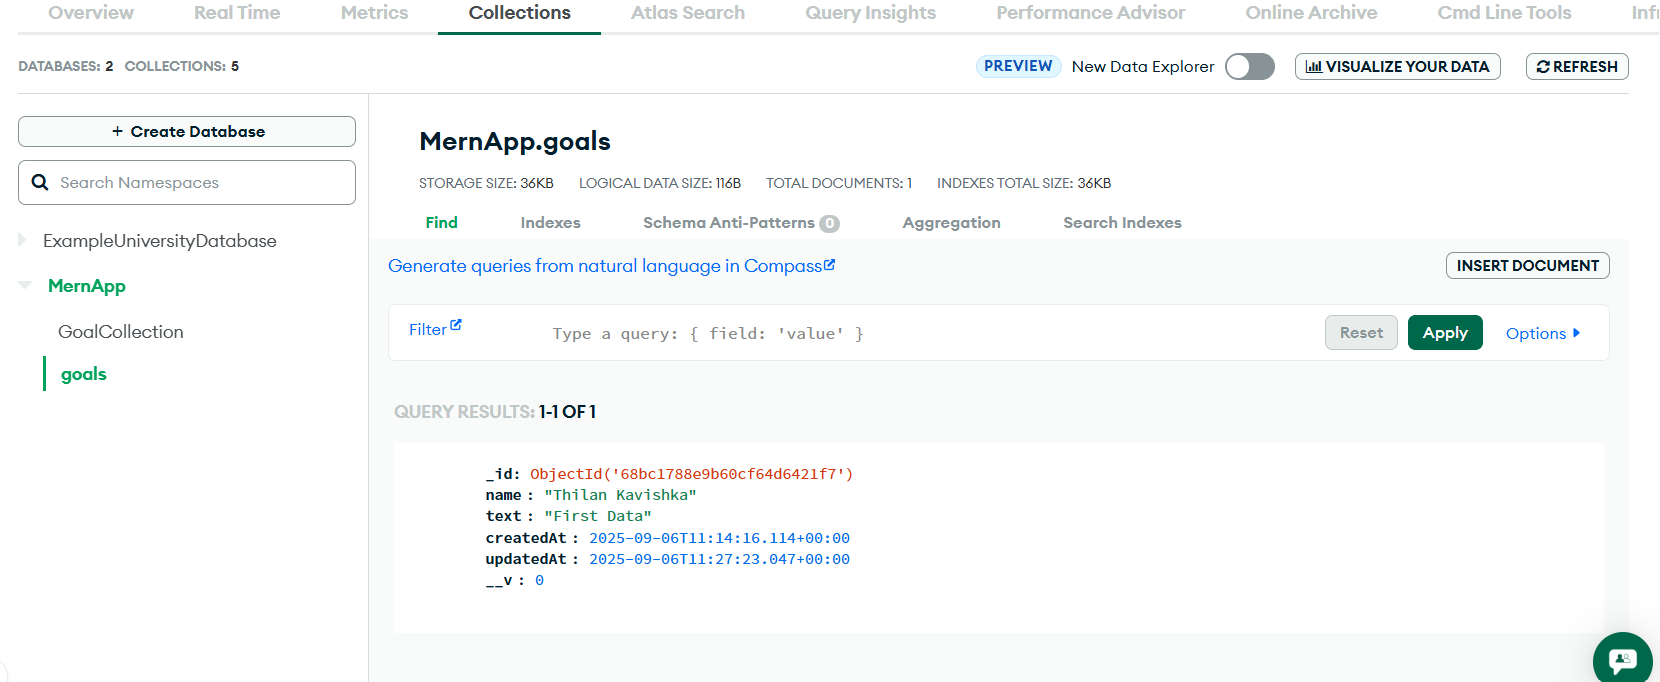 Overview Real Time Metrics Collections Atlas Search Query Insights Performance Advisor Online Archive Cmd Line Tools
DATABASES: 2 COLLECTIONS: 5 PREVIEW New Data Explorer VISUALIZE YOUR DATA REFRESH
+ Create Database
Search Namespaces
ExampleUniversityDatabase
MernApp
GoalCollection
goals
MernApp.goals
STORAGE SIZE: 36KB LOGICAL DATA SIZE: 116B TOTAL DOCUMENTS: 1 INDEXES TOTAL SIZE: 36KB
Find Indexes Schema Anti-Patterns 0 Aggregation Search Indexes
Generate queries from natural language in Compass INSERT DOCUMENT
Filter Type a query: { field: 'value' } Reset Apply Options
QUERY RESULTS: 1-1 OF 1
_id: ObjectId('68bc1788e9b60cf64d6421f7')
name : "Thilan Kavishka"
text : "First Data"
createdAt : 2025-09-06T11:14:16.114+00:00
updatedAt : 2025-09-06T11:27:23.047+00:00
__v : 0